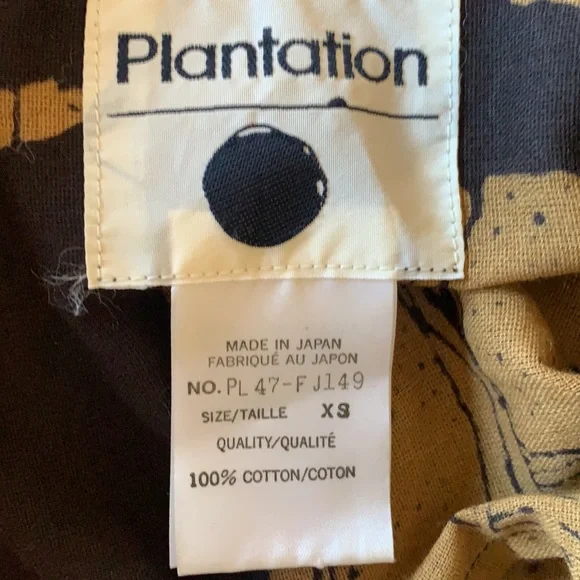 Plantation
MADE IN JAPAN
FABRIQUÉ AU JAPON
NO. PL 47-FJ149
SIZE/TAILLE XS
QUALITY/QUALITÉ
100% COTTON/COTON